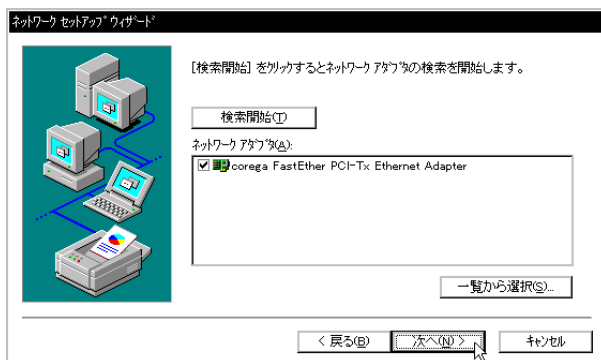 ネットワーク セットアップ ウィザード
[検索開始] をクリックするとネットワーク アダプタの検索を開始します。
検索開始(T)
ネットワーク アダプタ(A):
corega FastEther PCI-Tx Ethernet Adapter
一覧から選択(S)...
< 戻る(B)
次へ(N) >
キャンセル